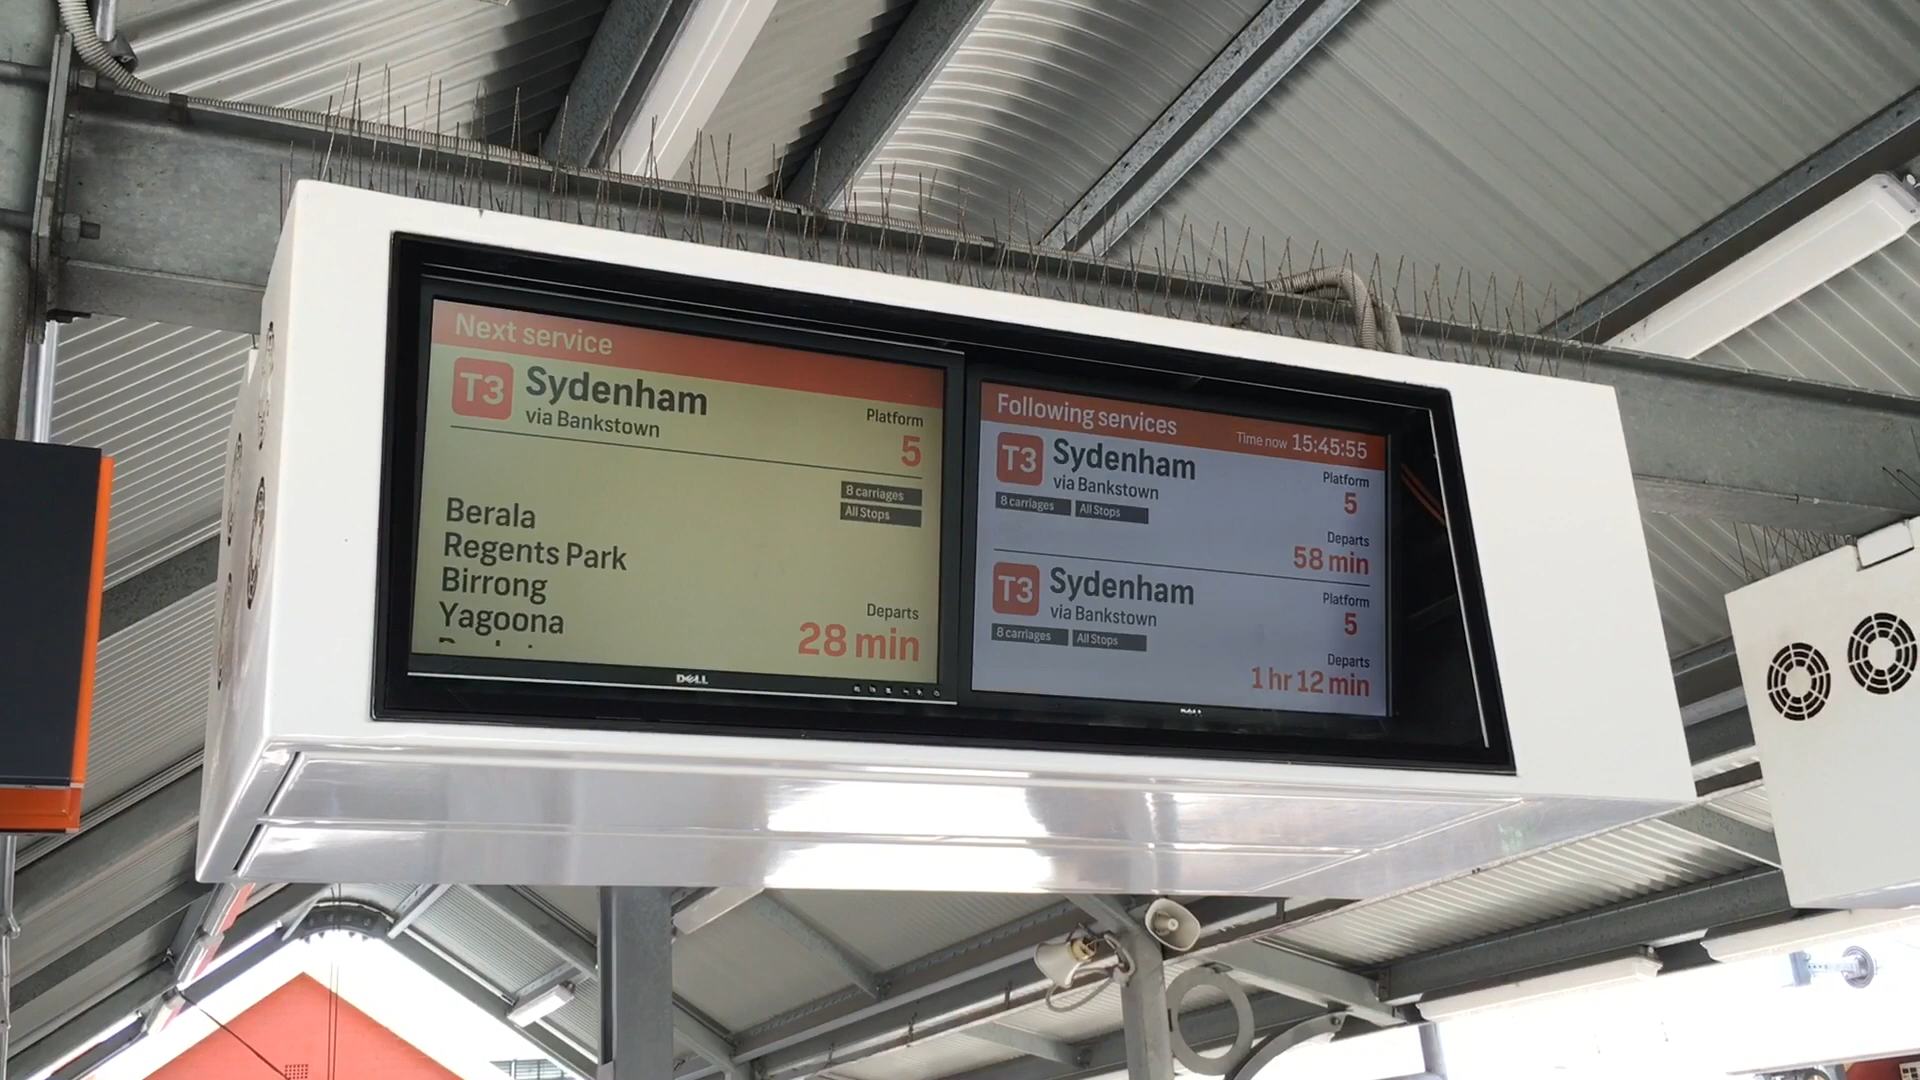 Next service
T3 Sydenham
via Bankstown
Platform
5
8 carriages
All Stops
Berala
Regents Park
Birrong
Yagoona
Departs
28 min
DELL
Following services
Time now 15:45:55
T3 Sydenham
via Bankstown
8 carriages All Stops
Platform
5
Departs
58 min
T3 Sydenham
via Bankstown
8 carriages All Stops
Platform
5
Departs
1 hr 12 min